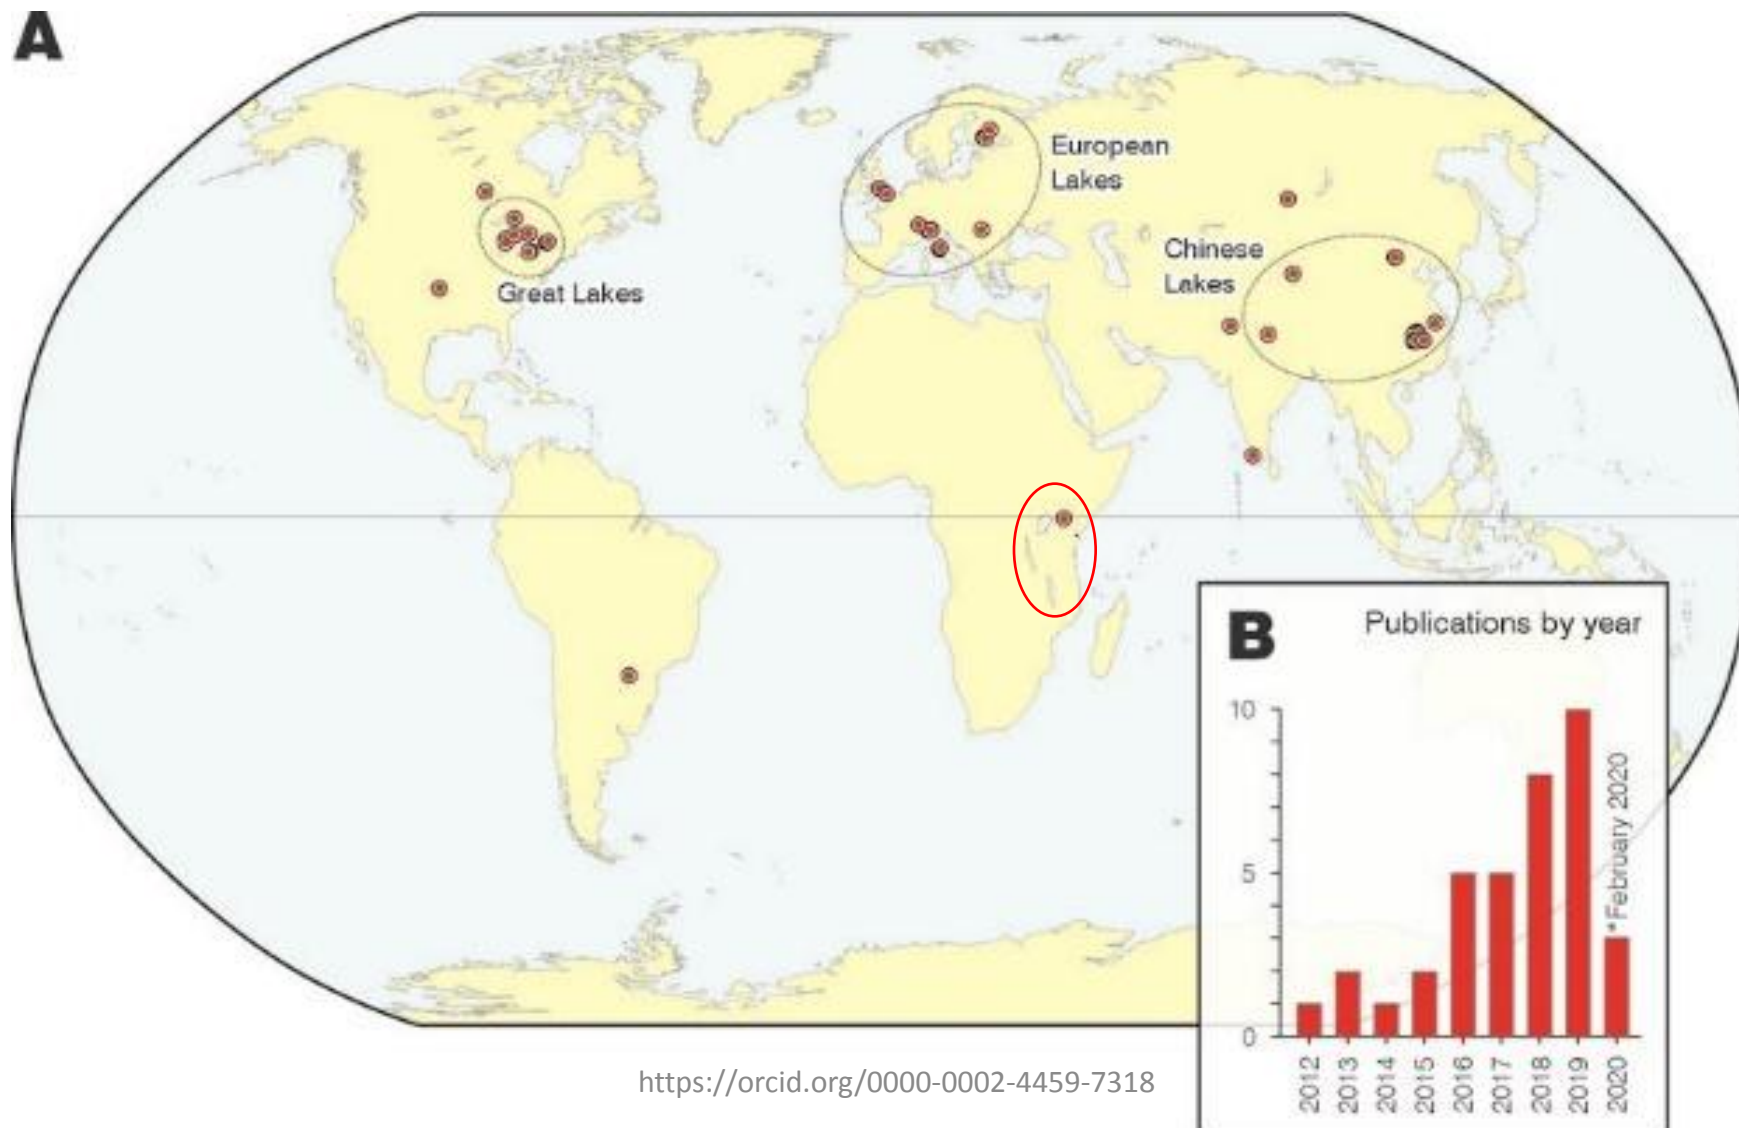 A
European
Lakes
Chinese
Lakes
Great Lakes
B
Publications by year
10
5
0
*February 2020
2012
2013
2014
2015
2016
2017
2018
2019
2020
https://orcid.org/0000-0002-4459-7318